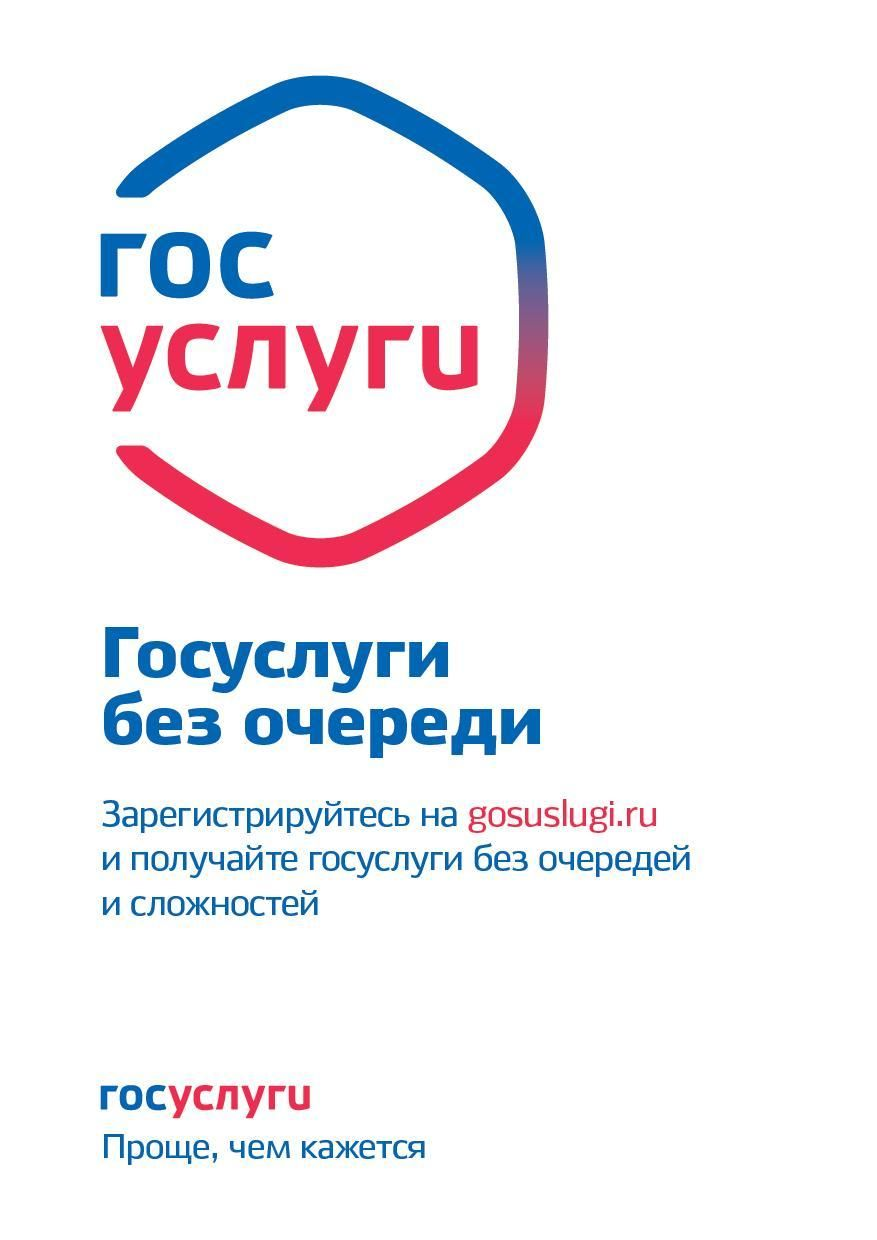 гос
услуги
Госуслуги
без очереди
Зарегистрируйтесь на gosuslugi.ru
и получайте госуслуги без очередей
и сложностей
госуслуги
Проще, чем кажется